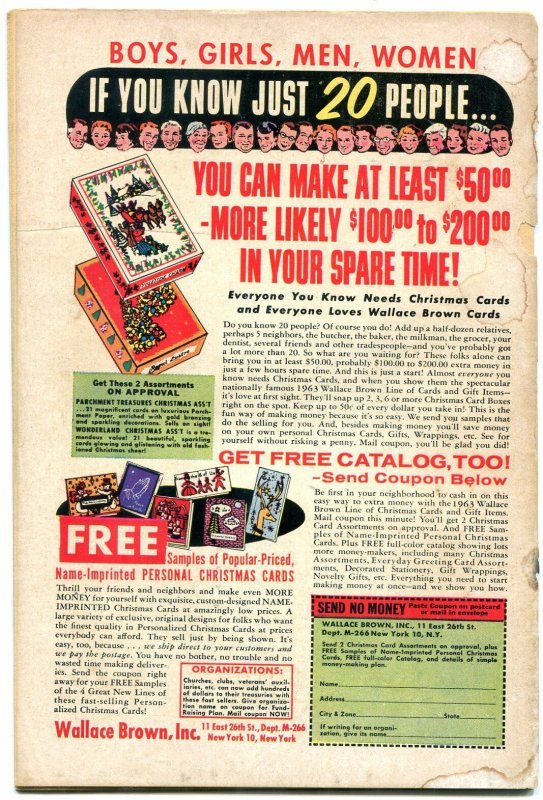 BOYS, GIRLS, MEN, WOMEN
IF YOU KNOW JUST 20 PEOPLE...
YOU CAN MAKE AT LEAST $50⁰⁰
-MORE LIKELY $100⁰⁰ to $200⁰⁰
IN YOUR SPARE TIME!
Everyone You Know Needs Christmas Cards
and Everyone Loves Wallace Brown Cards
Do you know 20 people? Of course you do! Add up a half-dozen relatives,
perhaps 5 neighbors, the butcher, the baker, the milkman, the grocer, your
dentist, several friends and other tradespeople—and you've probably got
a lot more than 20. So what are you waiting for? These folks alone can
bring you in at least $50.00, probably $100.00 to $200.00 extra money in
just a few hours spare time. And this is just a start! Almost everyone you
know needs Christmas Cards, and when you show them the spectacular
nationally famous 1963 Wallace Brown Line of Cards and Gift Items—
it's love at first sight. They'll snap up 2, 3, 6 or more Christmas Card Boxes
right on the spot. Keep up to 50¢ of every dollar you take in! This is the
fun way of making money because it's so easy. We send you samples that
do the selling for you. And, besides making money you'll save money
on your own personal Christmas Cards, Gifts, Wrappings, etc. See for
yourself without risking a penny. Mail coupon, you'll be glad you did!
Get These 2 Assortments
ON APPROVAL
PARCHMENT TREASURES CHRISTMAS ASS'T
...21 magnificent cards on luxurious Parch-
ment Paper, enriched with gold bronzing
and sparkling decorations. Sells on sight!
WONDERLAND CHRISTMAS ASS'T is a tre-
mendous value! 21 beautiful, sparkling
cards glowing and glistening with old fash-
ioned Christmas cheer!
GET FREE CATALOG, TOO!
-Send Coupon Below
Be first in your neighborhood to cash in on this
easy way to extra money with the 1963 Wallace
Brown Line of Christmas Cards and Gift Items.
Mail coupon this minute! You'll get 2 Christmas
Card Assortments on approval. And FREE Sam-
ples of Name-Imprinted Personal Christmas
Cards. Plus FREE full-color catalog showing lots
more money-makers, including many Christmas
Assortments, Everyday Greeting Card Assort-
ments, Decorated Stationery, Gift Wrappings,
Novelty Gifts, etc. Everything you need to start
making money at once—and we show you how.
FREE
Samples of Popular-Priced,
Name-Imprinted PERSONAL CHRISTMAS CARDS
Thrill your friends and neighbors and make even MORE
MONEY for yourself with exquisite, custom-designed NAME-
IMPRINTED Christmas Cards at amazingly low prices. A
large variety of exclusive, original designs for folks who want
the finest quality in Personalized Christmas Cards at prices
everybody can afford. They sell just by being shown. It's
easy, too, because ... we ship direct to your customers and
we pay the postage. You have no bother, no trouble and no
wasted time making deliver-
ies. Send the coupon right
away for your FREE Samples
of the 4 Great New Lines of
these fast-selling Person-
alized Christmas Cards!
ORGANIZATIONS:
Churches, clubs, veterans' auxil-
iaries, etc. can now add hundreds
of dollars to their treasuries with
these fast sellers. Give organiza-
tion name on coupon for Fund-
Raising Plan. Mail coupon NOW!
Wallace Brown, Inc. 11 East 26th St., Dept. M-266
New York 10, New York
SEND NO MONEY Paste Coupon on postcard
or mail in envelope
WALLACE BROWN, INC., 11 East 26th St.
Dept. M-266 New York 10, N.Y.
Send 2 Christmas Card Assortments on approval, plus
FREE Samples of Name-Imprinted Personal Christmas
Cards, FREE full-color Catalog, and details of simple
money-making plan.
Name
Address
City & Zone State
If writing for an organi-
zation, give its name